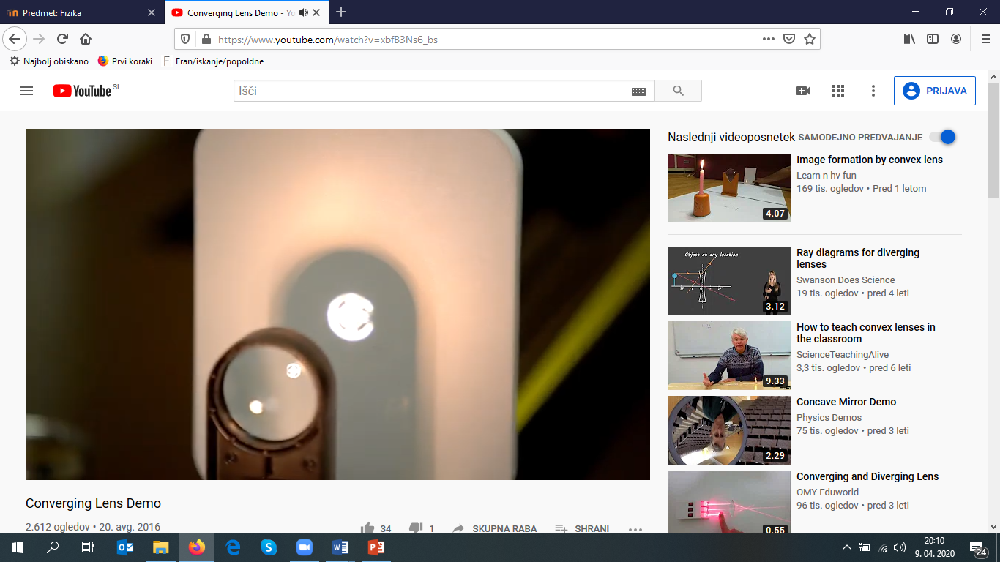 Predmet: Fizika
Converging Lens Demo - Yo
https://www.youtube.com/watch?v=xbfB3Ns6_bs
Najbolj obiskano
Prvi koraki
Fran/iskanje/popoldne
YouTube SI
Išči
PRIJAVA
Naslednji videoposnetek
SAMODEJNO PREDVAJANJE
Image formation by convex lens
Learn n hv fun
169 tis. ogledov • Pred 1 letom
4.07
Object at any location
Ray diagrams for diverging
lenses
Swanson Does Science
19 tis. ogledov • pred 4 leti
3.12
How to teach convex lenses in
the classroom
ScienceTeachingAlive
3,3 tis. ogledov • pred 6 leti
9.33
Concave Mirror Demo
Physics Demos
75 tis. ogledov • pred 3 leti
2.29
Converging and Diverging Lens
OMY Eduworld
96 tis. ogledov • pred 3 leti
0.55
Converging Lens Demo
2.612 ogledov • 20. avg. 2016
34
1
SKUPNA RABA
SHRANI
20:10
9. 04. 2020
24